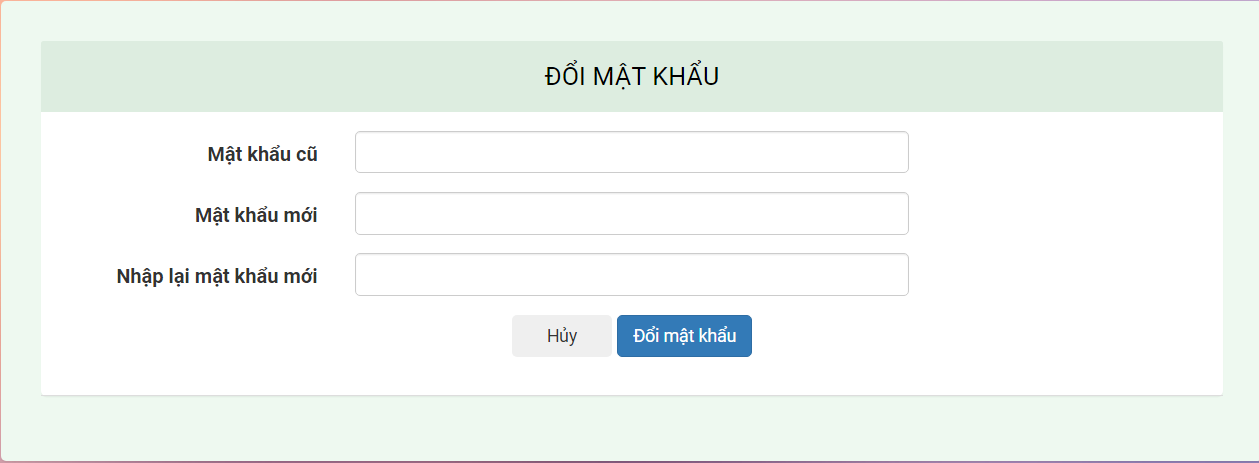 ĐỔI MẬT KHẨU
Mật khẩu cũ
Mật khẩu mới
Nhập lại mật khẩu mới
Hủy Đổi mật khẩu